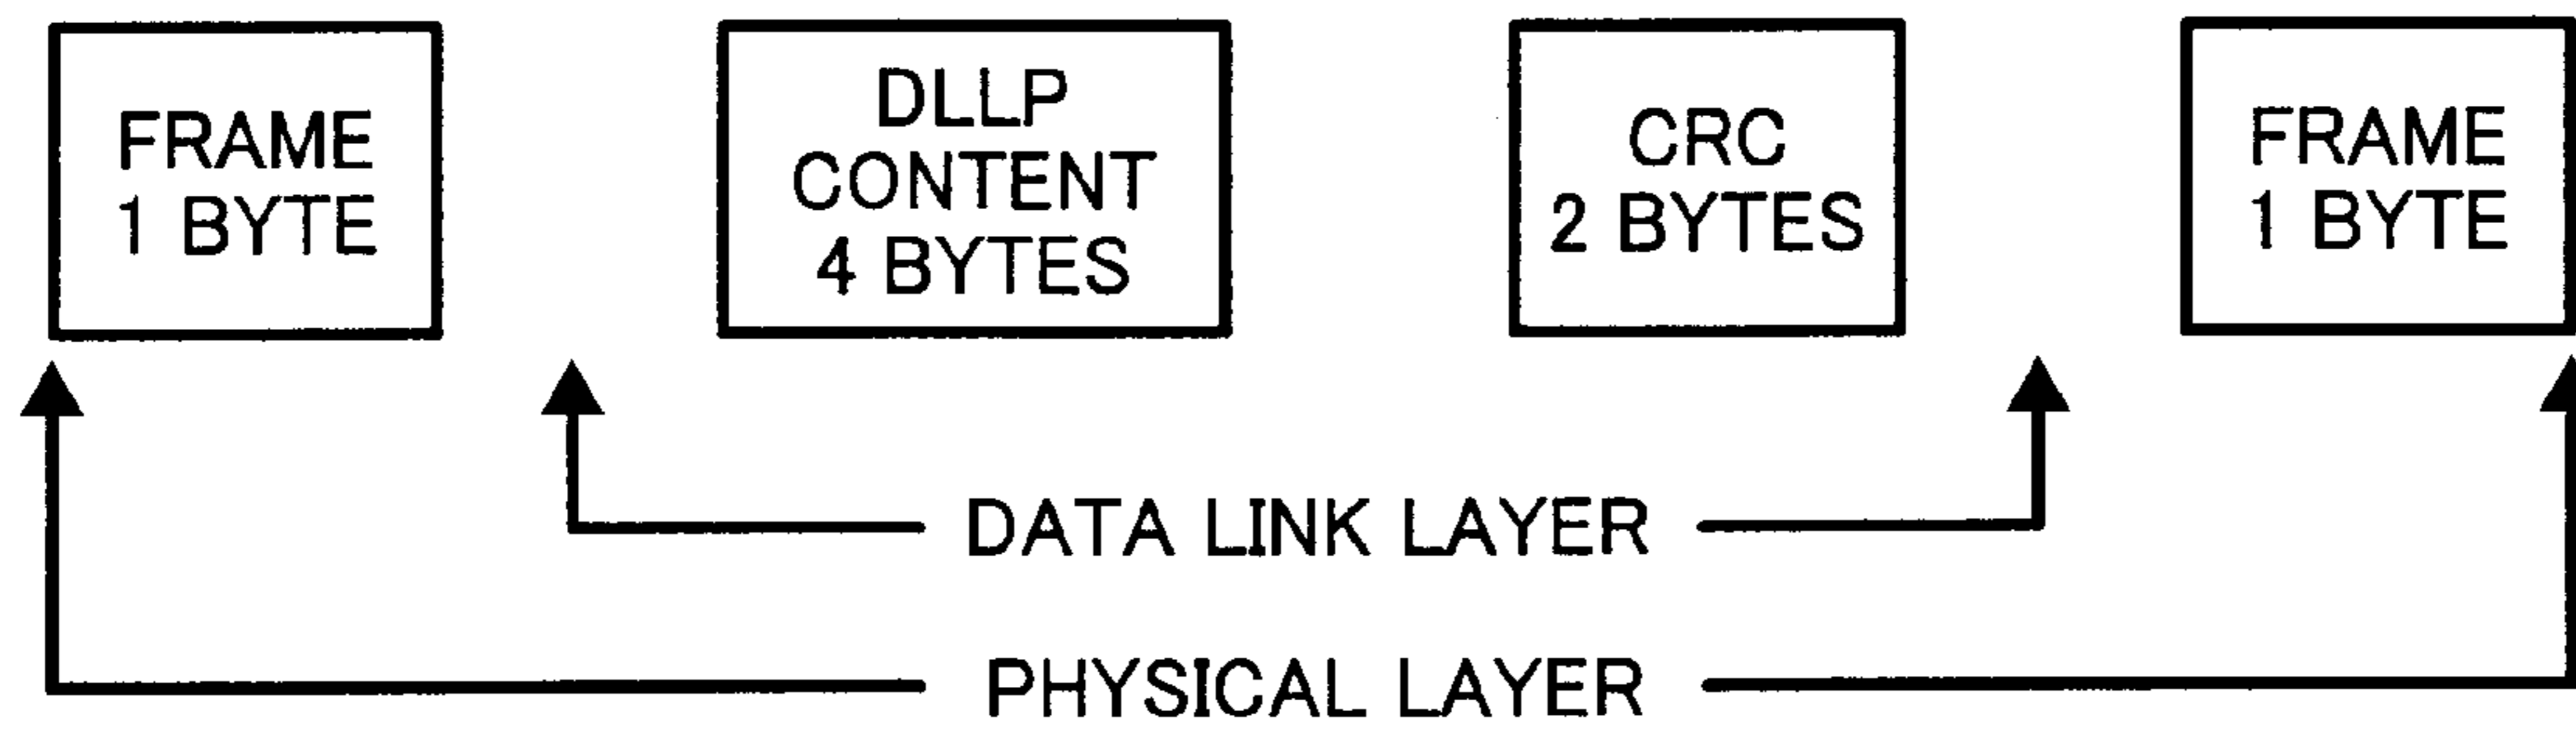 FRAME
1 BYTE
DLLP
CONTENT
4 BYTES
CRC
2 BYTES
FRAME
1 BYTE
DATA LINK LAYER
PHYSICAL LAYER